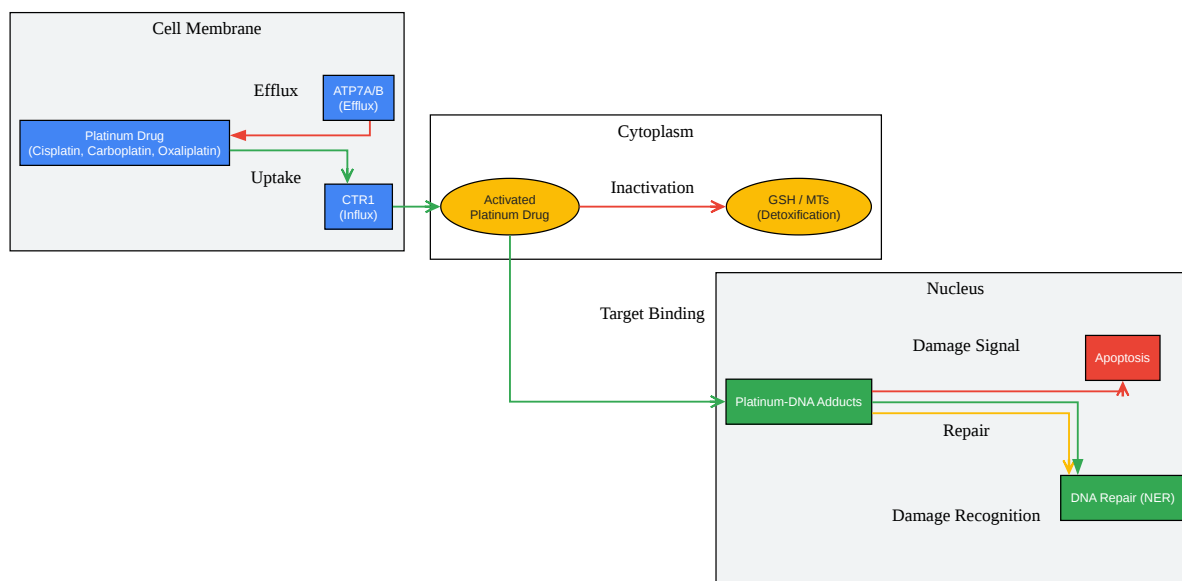 Cell Membrane
Efflux
ATP7A/B
(Efflux)
Platinum Drug
(Cisplatin, Carboplatin, Oxaliplatin)
Uptake
CTR1
(Influx)
Cytoplasm
Inactivation
Activated
Platinum Drug
GSH / MTs
(Detoxification)
Nucleus
Target Binding
Damage Signal
Apoptosis
Platinum-DNA Adducts
Repair
DNA Repair (NER)
Damage Recognition